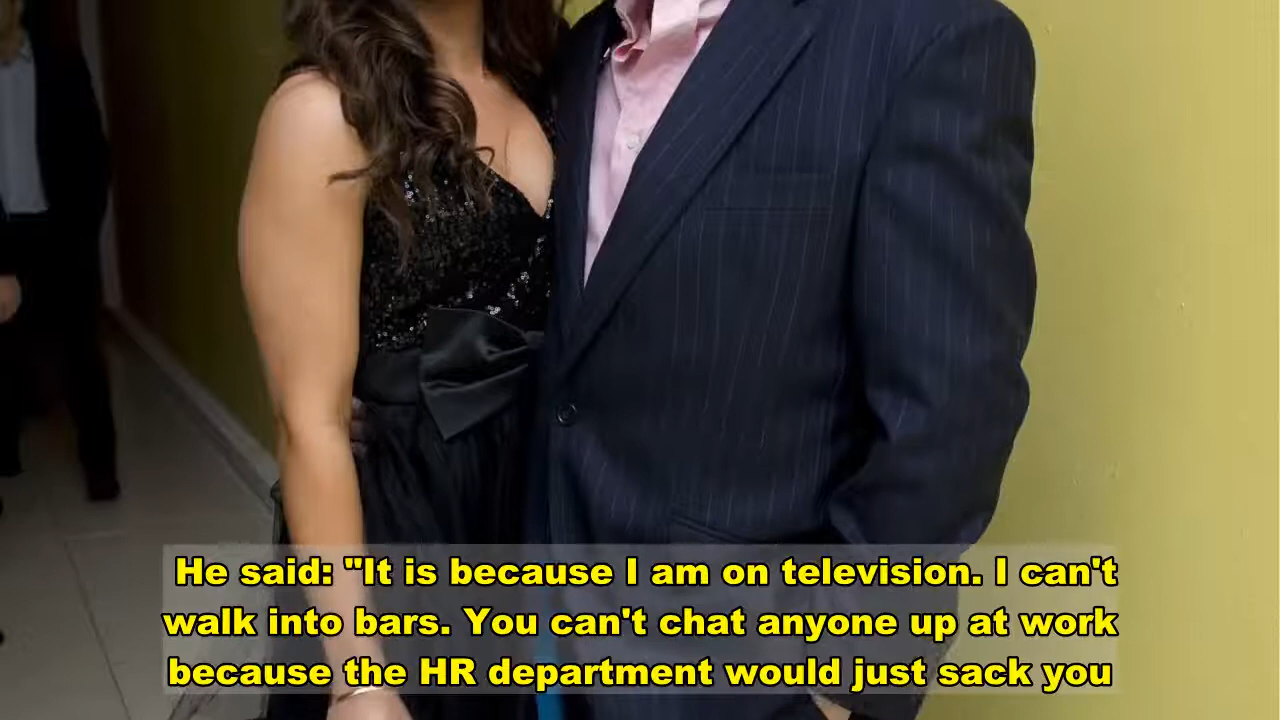 He said: "It is because I am on television. I can't
walk into bars. You can't chat anyone up at work
because the HR department would just sack you